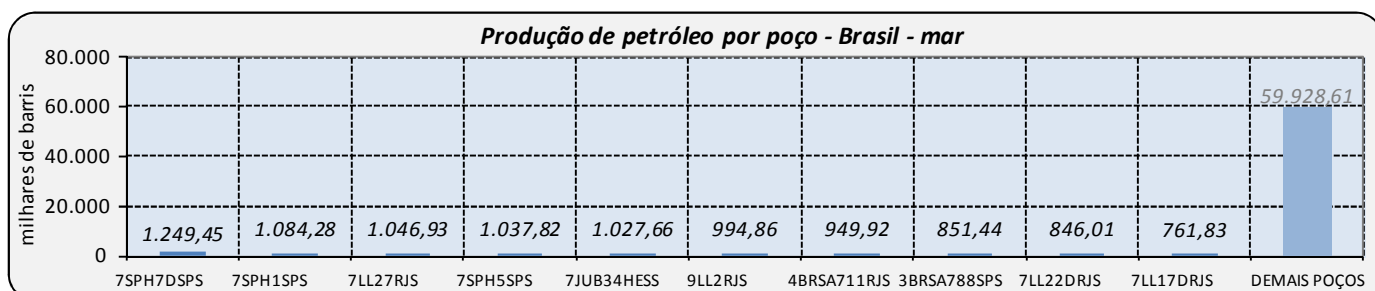 Produção de petróleo por poço - Brasil - mar
milhares de barris
80.000
60.000
40.000
20.000
0
1.249,45 1.084,28 1.046,93 1.037,82 1.027,66 994,86 949,92 851,44 846,01 761,83 59.928,61
7SPH7DSPS 7SPH1SPS 7LL27RJS 7SPH5SPS 7JUB34HESS 9LL2RJS 4BRSA711RJS 3BRSA788SPS 7LL22DRJS 7LL17DRJS DEMAIS POÇOS